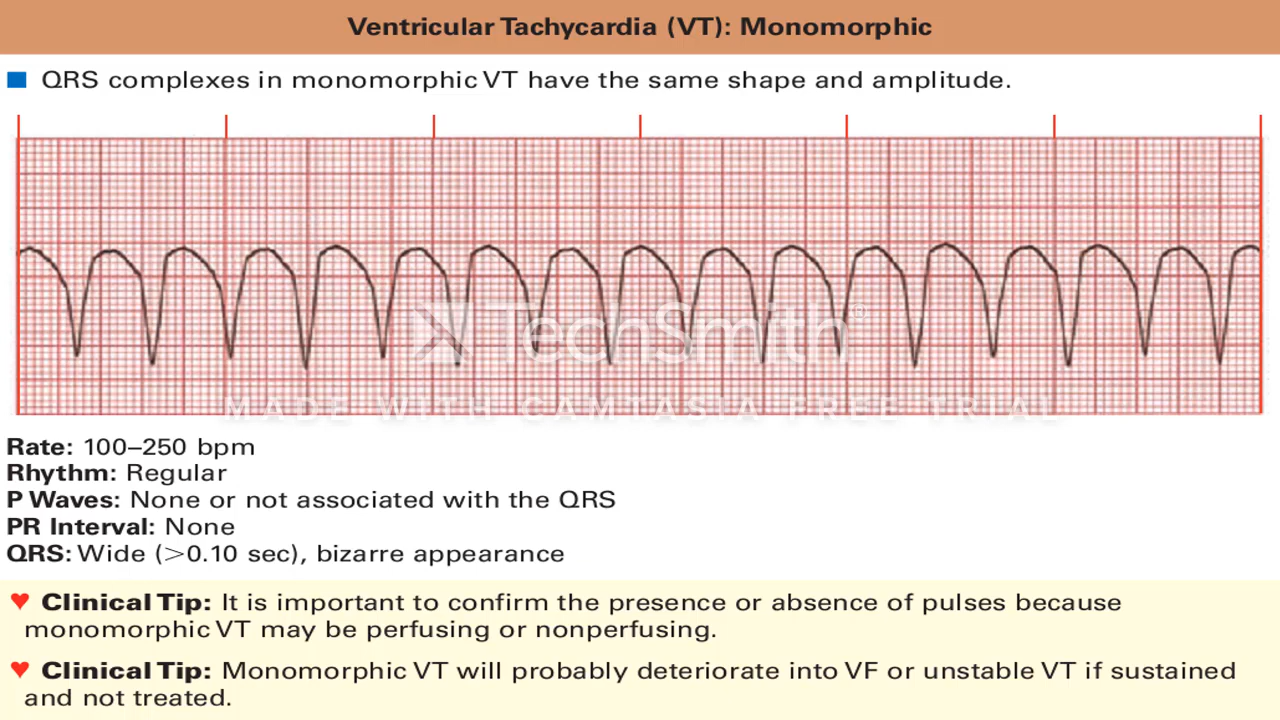 Ventricular Tachycardia (VT): Monomorphic
QRS complexes in monomorphic VT have the same shape and amplitude.
TechSmith®
MADE WITH CAMTASIA FREE TRIAL
Rate: 100–250 bpm
Rhythm: Regular
P Waves: None or not associated with the QRS
PR Interval: None
QRS: Wide (>0.10 sec), bizarre appearance
Clinical Tip: It is important to confirm the presence or absence of pulses because
monomorphic VT may be perfusing or nonperfusing.
Clinical Tip: Monomorphic VT will probably deteriorate into VF or unstable VT if sustained
and not treated.